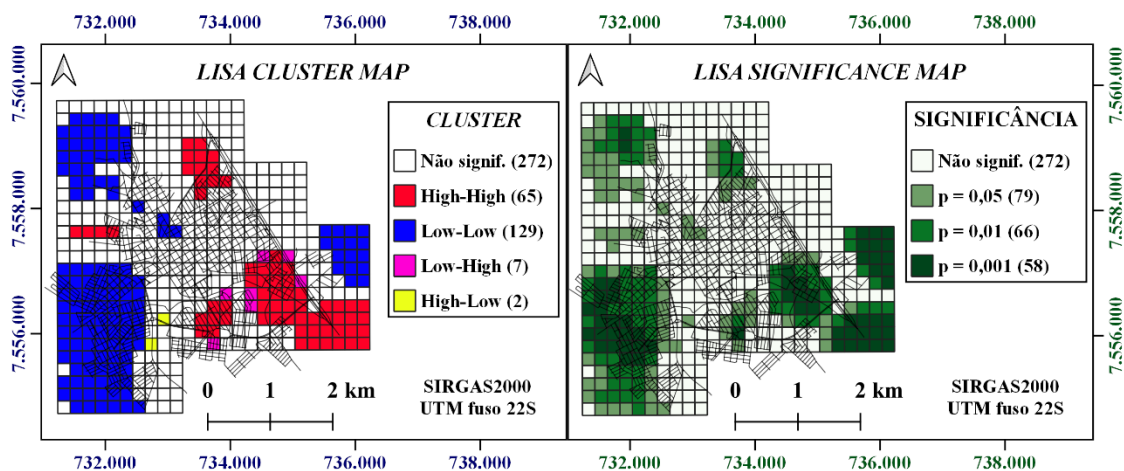 732.000 734.000 736.000 738.000 732.000 734.000 736.000 738.000
7.560.000
7.558.000
7.556.000
LISA CLUSTER MAP
CLUSTER
Não signif. (272)
High-High (65)
Low-Low (129)
Low-High (7)
High-Low (2)
0 1 2 km
SIRGAS2000
UTM fuso 22S
LISA SIGNIFICANCE MAP
SIGNIFICÂNCIA
Não signif. (272)
p = 0,05 (79)
p = 0,01 (66)
p = 0,001 (58)
0 1 2 km
SIRGAS2000
UTM fuso 22S
7.560.000
7.558.000
7.556.000
732.000 734.000 736.000 738.000 732.000 734.000 736.000 738.000